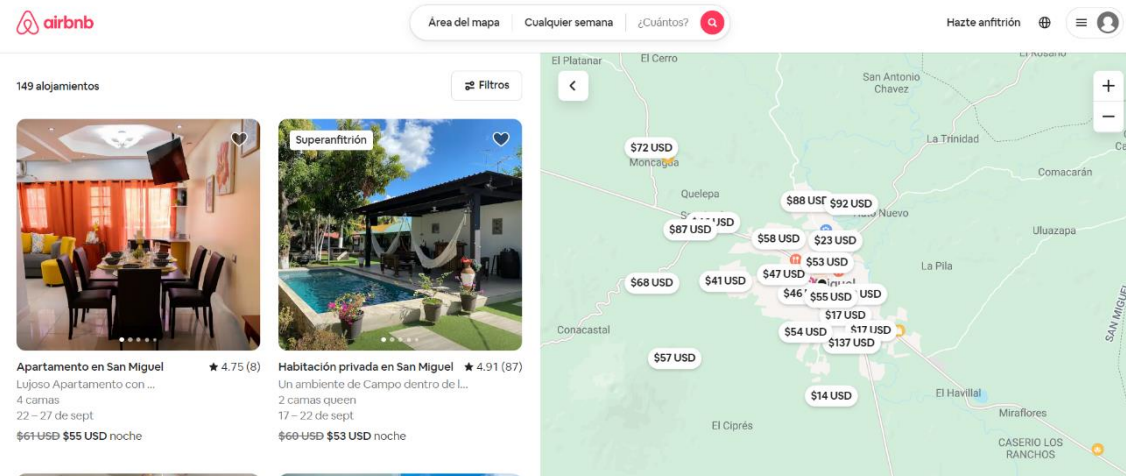 airbnb
Área del mapa
Cualquier semana
¿Cuántos?
Hazte anfitrión
149 alojamientos
Filtros
Superanfitrión
Apartamento en San Miguel
4.75 (8)
Lujoso Apartamento con ...
4 camas
22 – 27 de sept
$61 USD $55 USD noche
Habitación privada en San Miguel
4.91 (87)
Un ambiente de Campo dentro de l...
2 camas queen
17 – 22 de sept
$60 USD $53 USD noche
El Platanar
El Cerro
San Antonio
Chavez
La Trinidad
Comacarán
$72 USD
Moncagua
Quelepa
$88 USD
$92 USD
Nuevo
Uluazapa
USD
$87 USD
$58 USD
$23 USD
$53 USD
La Pila
$68 USD
$41 USD
$47 USD
$46
$55 USD
USD
$17 USD
Conacastal
$54 USD
$17 USD
$137 USD
$57 USD
$14 USD
El Havillal
Miraflores
El Ciprés
CASERIO LOS
RANCHOS